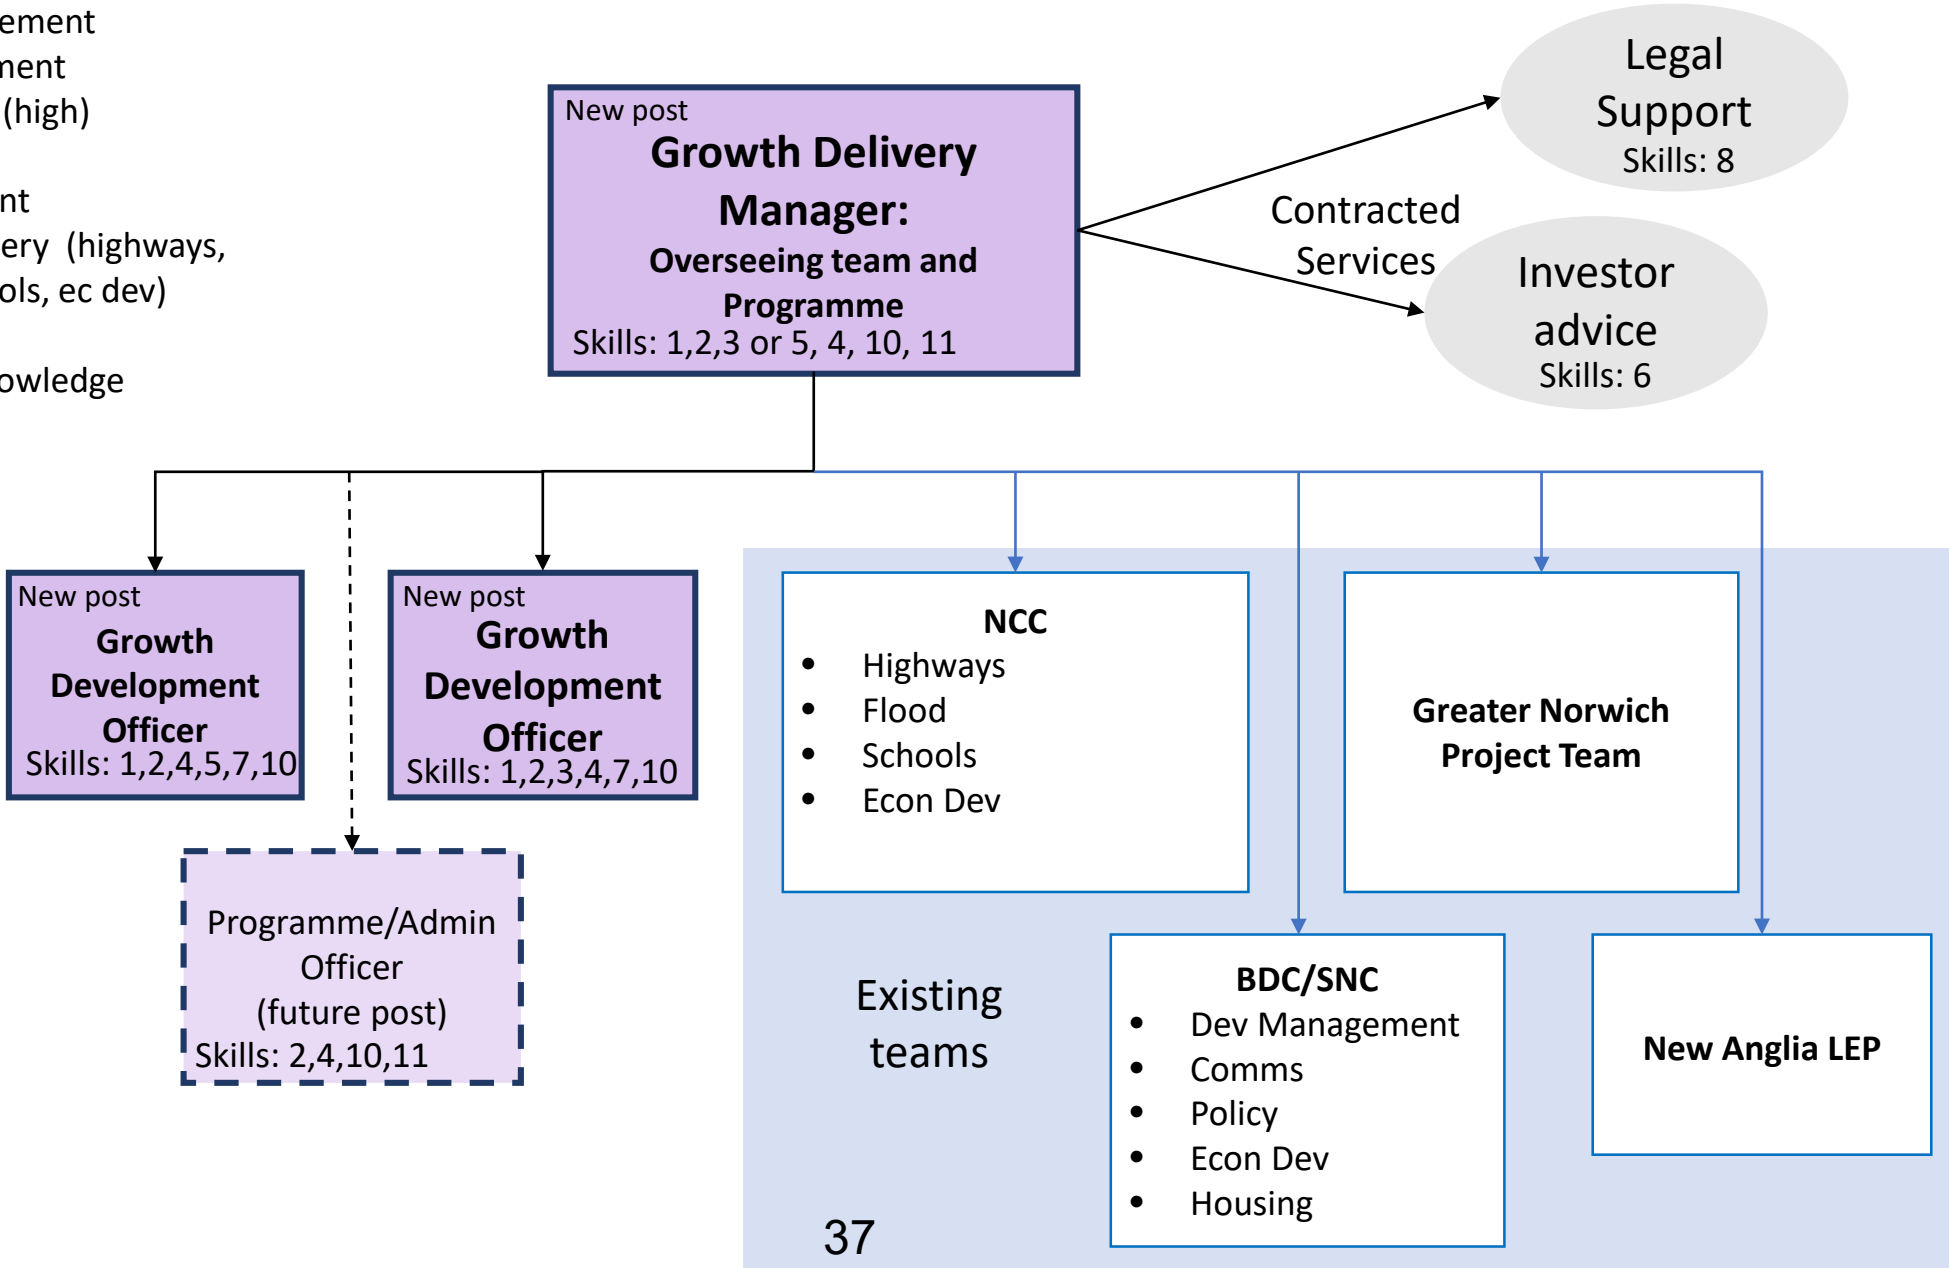 ement
ment
(high)
nt
ery (highways,
ols, ec dev)
owledge
New post
Growth Delivery
Manager:
Overseeing team and
Programme
Skills: 1,2,3 or 5, 4, 10, 11
Legal
Support
Skills: 8
Contracted
Services
Investor
advice
Skills: 6
New post
Growth
Development
Officer
Skills: 1,2,4,5,7,10
New post
Growth
Development
Officer
Skills: 1,2,3,4,7,10
Programme/Admin
Officer
(future post)
Skills: 2,4,10,11
NCC
• Highways
• Flood
• Schools
• Econ Dev
Greater Norwich
Project Team
Existing
teams
BDC/SNC
• Dev Management
• Comms
• Policy
• Econ Dev
• Housing
New Anglia LEP
37